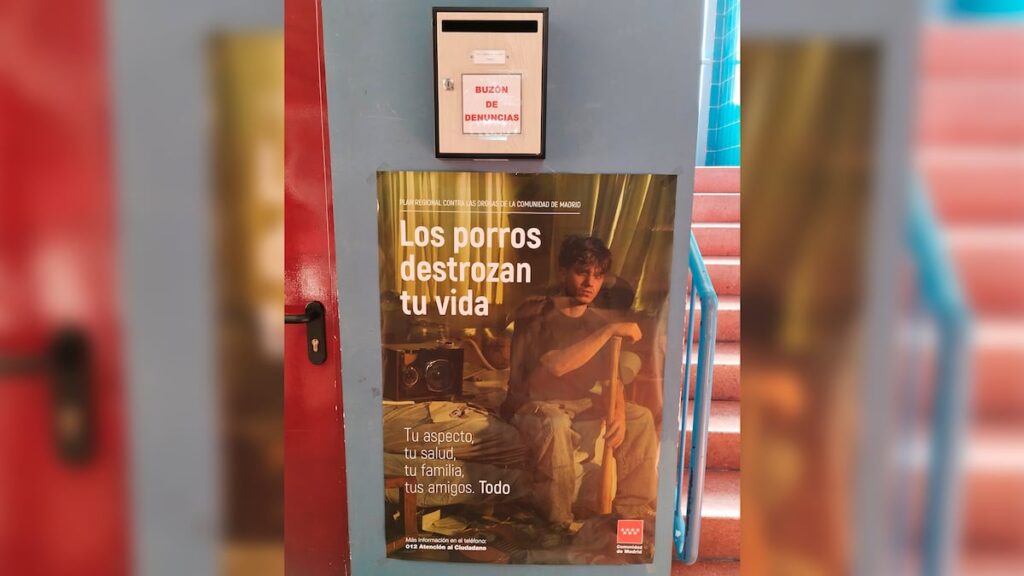 BUZÓN
DE
DENUNCIAS
PLAN REGIONAL CONTRA LAS DROGAS DE LA COMUNIDAD DE MADRID
Los porros
destrozan
tu vida
Tu aspecto,
tu salud,
tu familia,
tus amigos. Todo
Más información en el teléfono:
012 Atención al Ciudadano
Comunidad
de Madrid